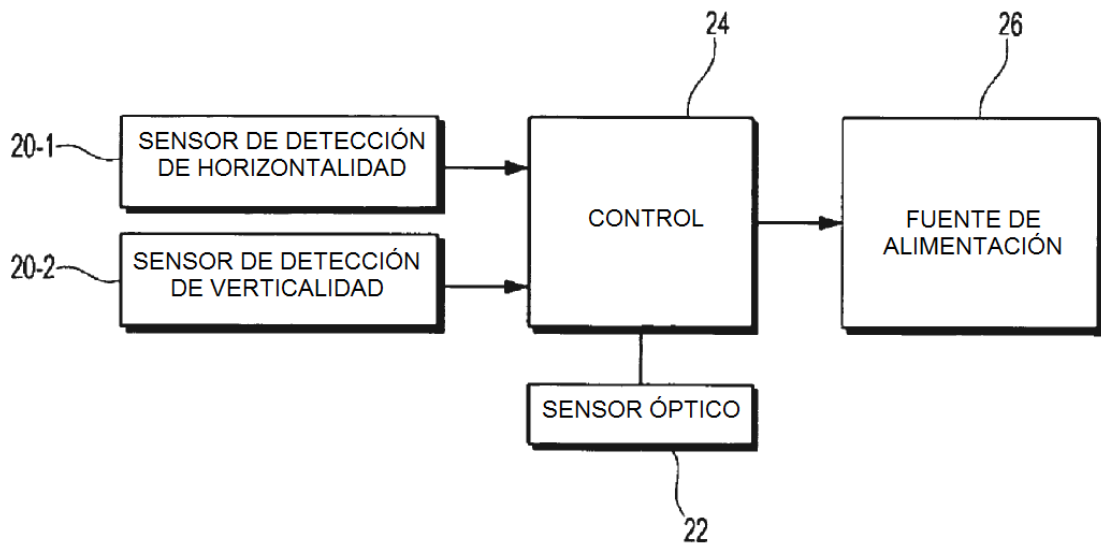 24
26
20-1
SENSOR DE DETECCIÓN
DE HORIZONTALIDAD
CONTROL
FUENTE DE
ALIMENTACIÓN
20-2
SENSOR DE DETECCIÓN
DE VERTICALIDAD
SENSOR ÓPTICO
22